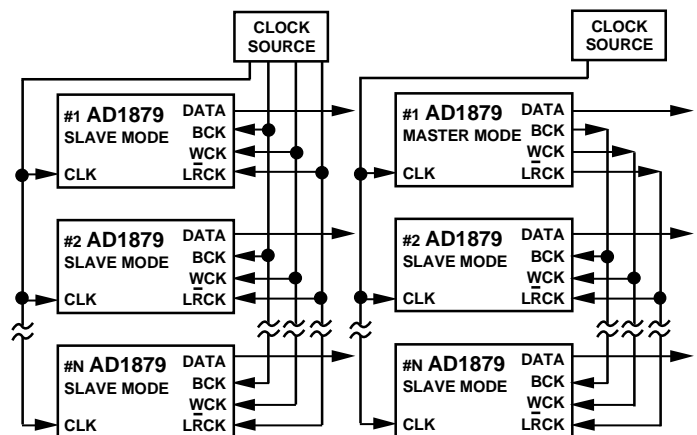 CLOCK
SOURCE
#1 AD1879
SLAVE MODE
CLK
DATA
BCK
WCK
LRCK
#2 AD1879
SLAVE MODE
CLK
DATA
BCK
WCK
LRCK
#N AD1879
SLAVE MODE
CLK
DATA
BCK
WCK
LRCK
CLOCK
SOURCE
#1 AD1879
MASTER MODE
CLK
DATA
BCK
WCK
LRCK
#2 AD1879
SLAVE MODE
CLK
DATA
BCK
WCK
LRCK
#N AD1879
SLAVE MODE
CLK
DATA
BCK
WCK
LRCK